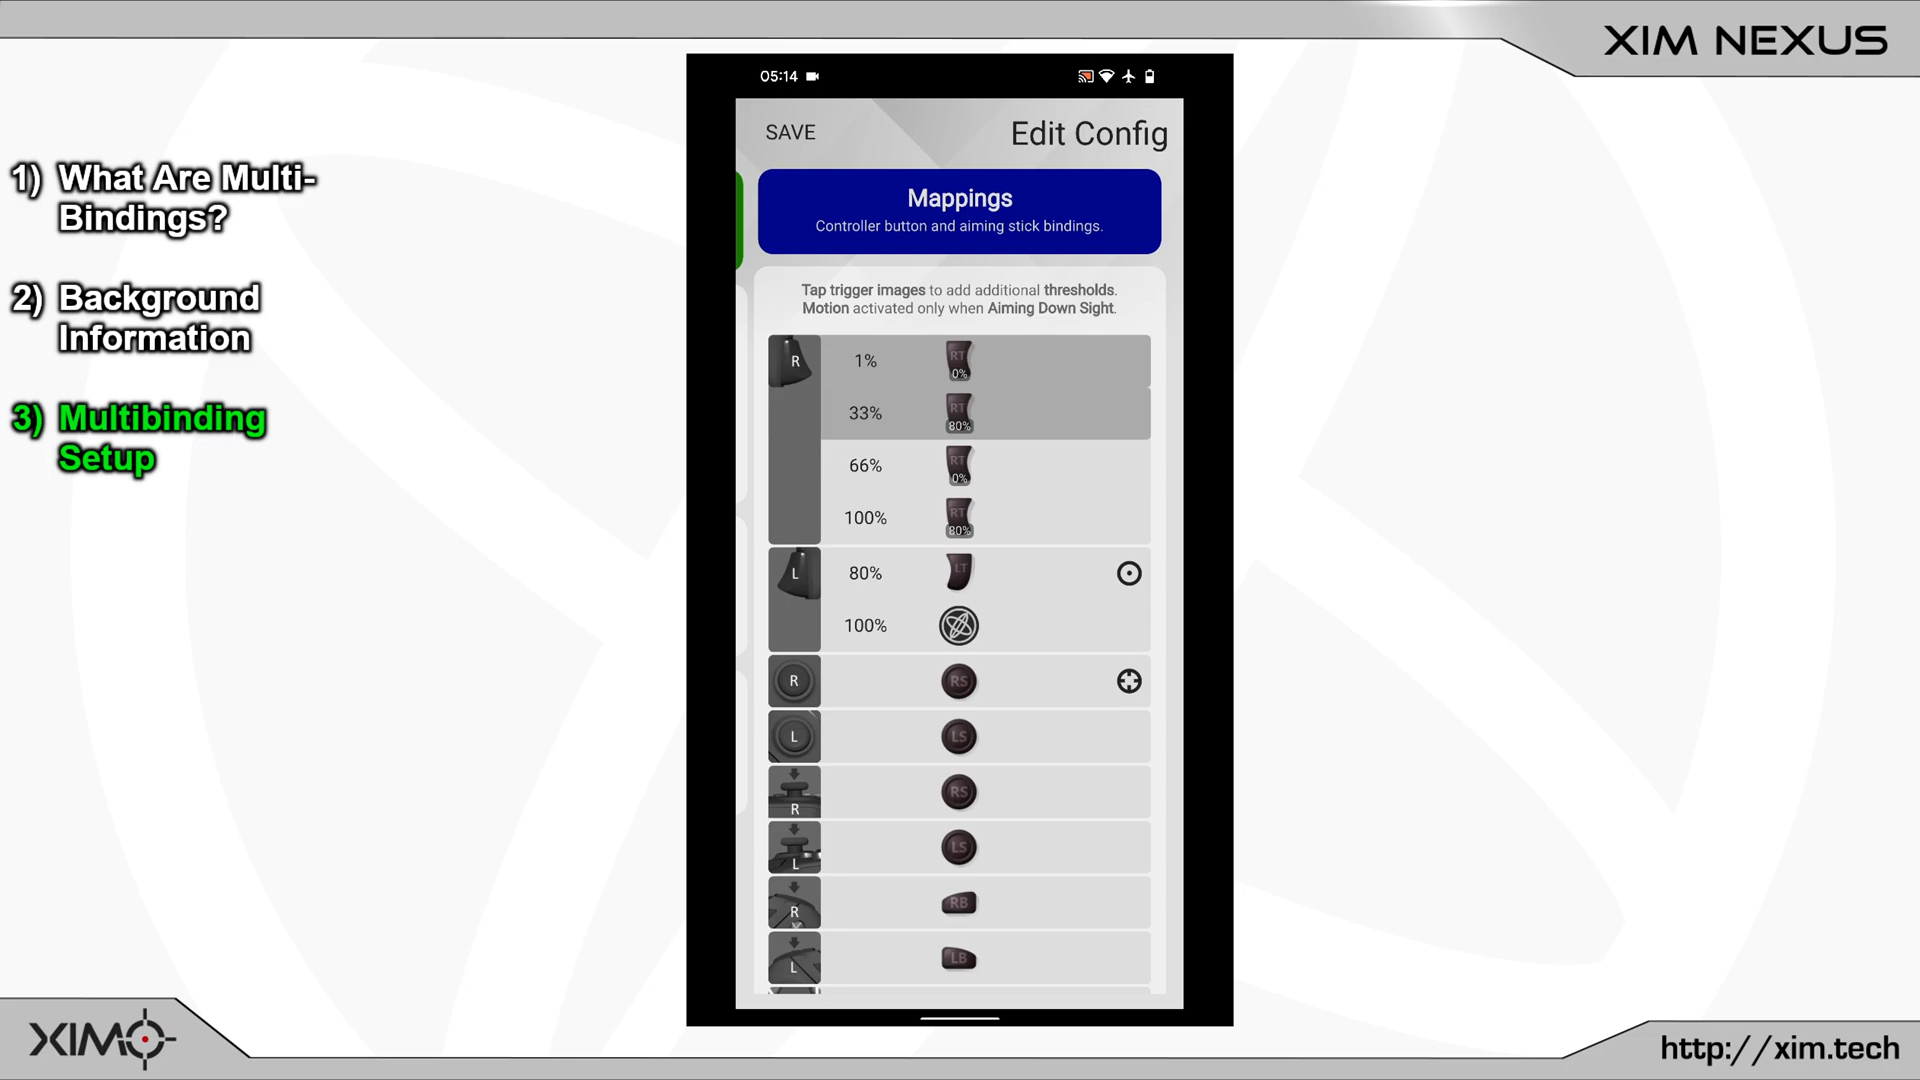 XIM NEXUS
1) What Are Multi-
Bindings?
2) Background
Information
3) Multibinding
Setup
05:14
SAVE
Edit Config
Mappings
Controller button and aiming stick bindings.
Tap trigger images to add additional thresholds.
Motion activated only when Aiming Down Sight.
R 1% RT 0%
33% RT 80%
66% RT 0%
100% RT 80%
L 80% LT
100%
R RS
L LS
R RS
L LS
R RB
L LB
XIM
http://xim.tech